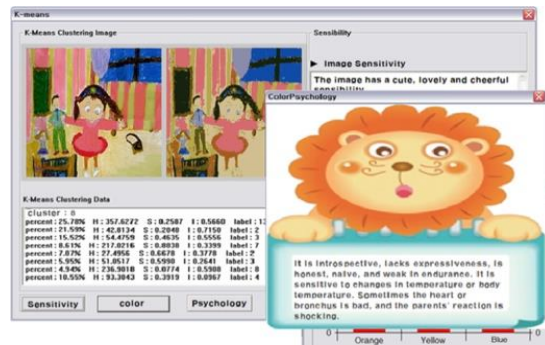 K-means
K-Means Clustering Image
Sensibility
► Image Sensitivity
The image has a cute, lovely and cheerful
sensibility
ColorPsychology
K-Means Clustering Data
cluster : 8
percent : 25.78% H : 357.6272 S : 0.2587 I : 0.5660 label : 13
percent : 21.59% H : 42.8134 S : 0.2048 I : 0.7150 label : 2
percent : 15.52% H : 54.4759 S : 0.4635 I : 0.5556 label : 3
percent : 8.61% H : 217.0216 S : 0.8038 I : 0.3399 label : 7
percent : 7.07% H : 27.4956 S : 0.6678 I : 0.3778 label : 2
percent : 5.95% H : 51.0517 S : 0.5990 I : 0.2641 label : 3
percent : 4.94% H : 236.9018 S : 0.0774 I : 0.5908 label : 8
percent : 10.55% H : 93.3043 S : 0.3919 I : 0.0967 label : 4
It is introspective, lacks expressiveness, is
honest, naive, and weak in endurance. It is
sensitive to changes in temperature or body
temperature. Sometimes the heart or
bronchus is bad, and the parents' reaction is
shocking.
Sensitivity color Psychology
0 0
Orange Yellow Blue